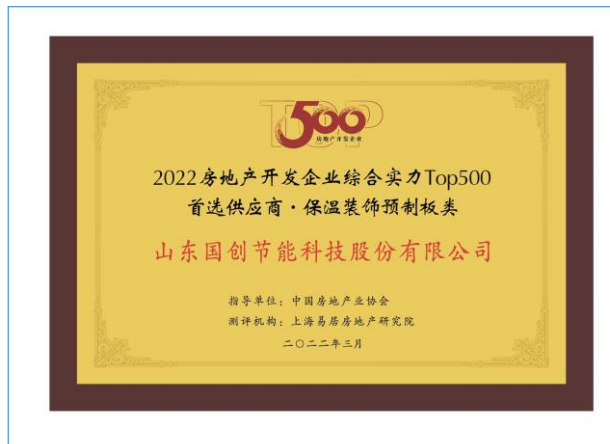 TOP
500
房地产开发企业
2022房地产开发企业综合实力Top500
首选供应商·保温装饰预制板类
山东国创节能科技股份有限公司
指导单位：中国房地产业协会
测评机构：上海易居房地产研究院
二〇二二年三月